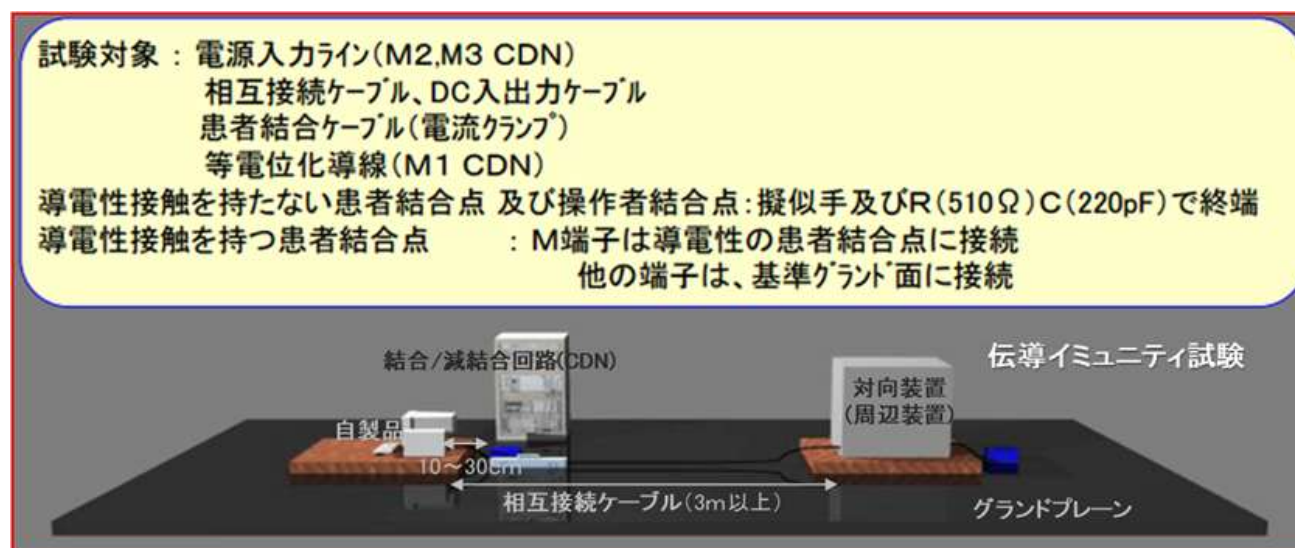 試験対象 : 電源入力ライン(M2,M3 CDN)
相互接続ケーブル、DC入出力ケーブル
患者結合ケーブル(電流クランプ)
等電位化導線(M1 CDN)
導電性接触を持たない患者結合点 及び操作者結合点:擬似手及びR(510Ω)C(220pF)で終端
導電性接触を持つ患者結合点 : M端子は導電性の患者結合点に接続
他の端子は、基準グランド面に接続
伝導イミュニティ試験
結合/減結合回路(CDN)
対向装置
(周辺装置)
自製品
10~30cm
相互接続ケーブル(3m以上)
グランドプレーン